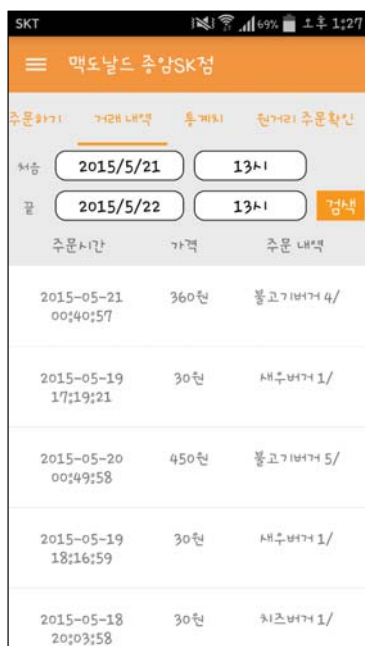 SKT 69% 오후 1:27
맥도날드 종암SK점
주문하기 거래 내역 통계치 원거리 주문확인
처음 2015/5/21 13시
끝 2015/5/22 13시 검색
주문시간 가격 주문 내역
2015-05-21 360원 불고기버거 4/
00:40:57
2015-05-19 30원 새우버거 1/
17:19:21
2015-05-20 450원 불고기버거 5/
00:49:58
2015-05-19 30원 새우버거 1/
18:16:59
2015-05-18 30원 치즈버거 1/
20:03:58